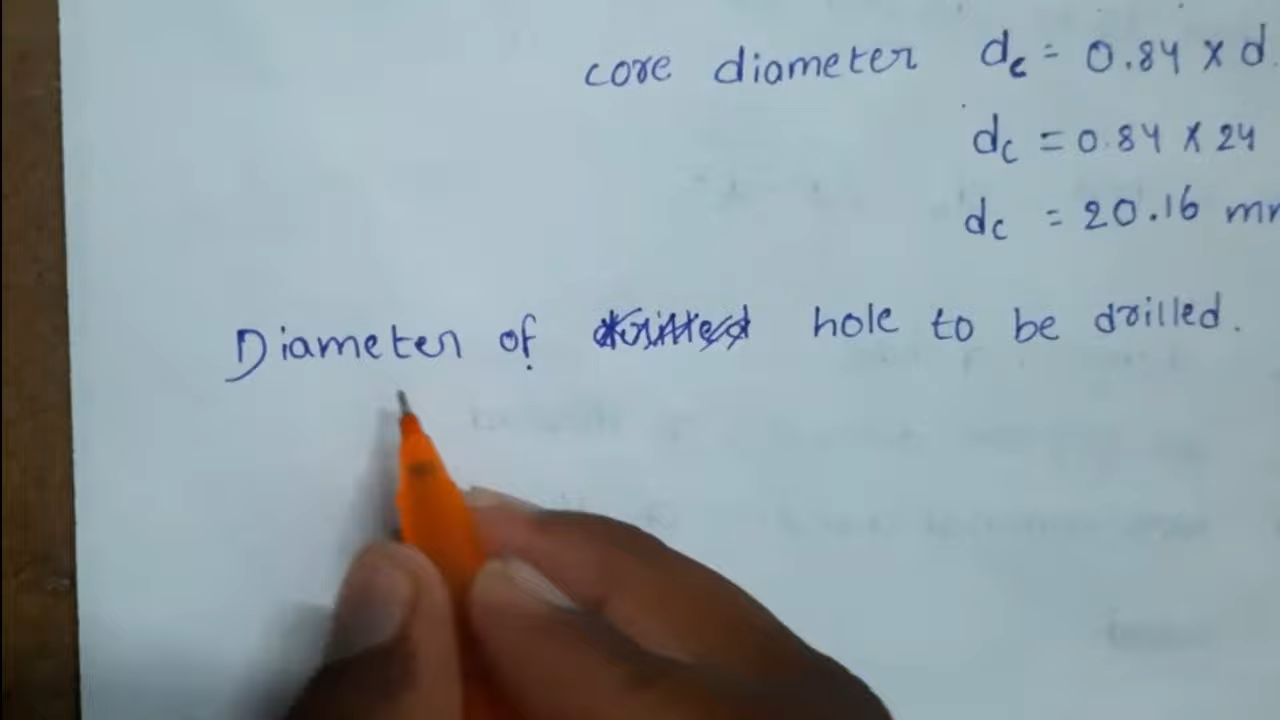 core diameter dc = 0.84 x d
dc = 0.84 x 24
dc = 20.16
Diameter of hole to be drilled.